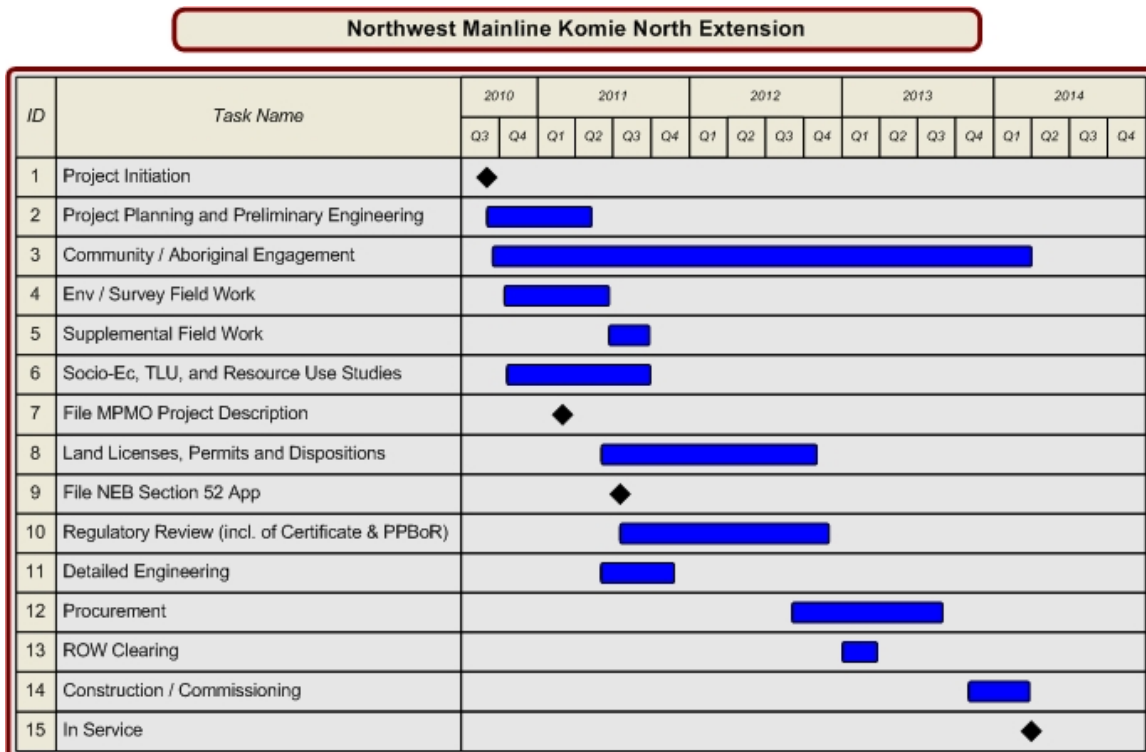 Northwest Mainline Komie North Extension
ID Task Name 2010 2011 2012 2013 2014
Q3 Q4 Q1 Q2 Q3 Q4 Q1 Q2 Q3 Q4 Q1 Q2 Q3 Q4 Q1 Q2 Q3 Q4
1 Project Initiation
2 Project Planning and Preliminary Engineering
3 Community / Aboriginal Engagement
4 Env / Survey Field Work
5 Supplemental Field Work
6 Socio-Ec, TLU, and Resource Use Studies
7 File MPMO Project Description
8 Land Licenses, Permits and Dispositions
9 File NEB Section 52 App
10 Regulatory Review (incl. of Certificate & PPBoR)
11 Detailed Engineering
12 Procurement
13 ROW Clearing
14 Construction / Commissioning
15 In Service